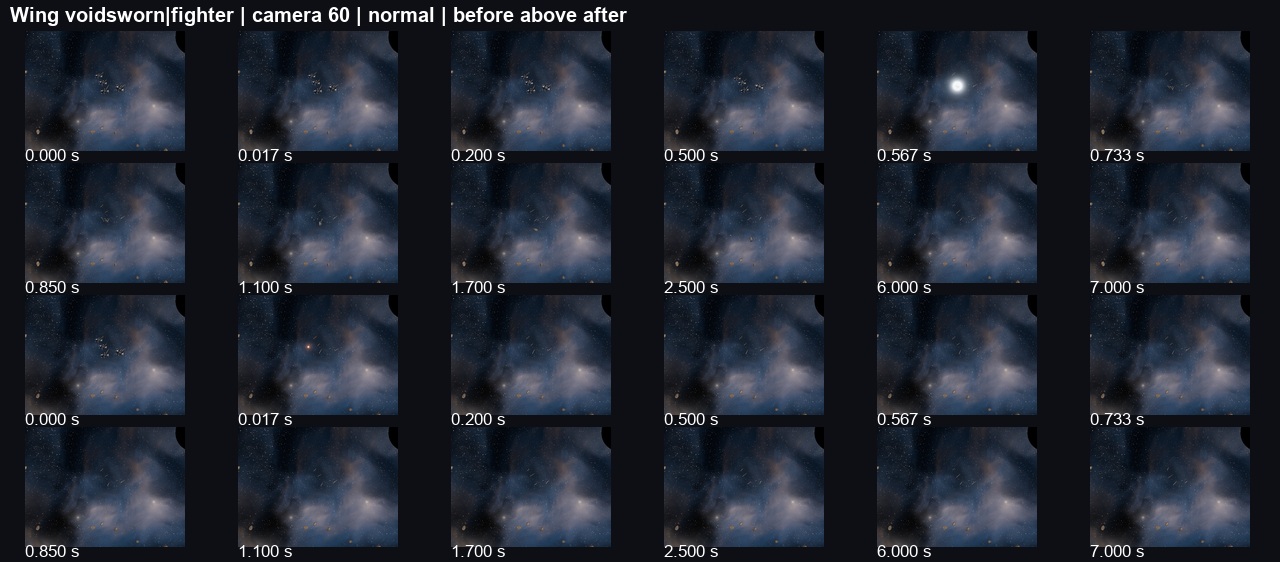 Wing voidsworn|fighter | camera 60 | normal | before above after
0.000 s 0.017 s 0.200 s 0.500 s 0.567 s 0.733 s
0.850 s 1.100 s 1.700 s 2.500 s 6.000 s 7.000 s
0.000 s 0.017 s 0.200 s 0.500 s 0.567 s 0.733 s
0.850 s 1.100 s 1.700 s 2.500 s 6.000 s 7.000 s